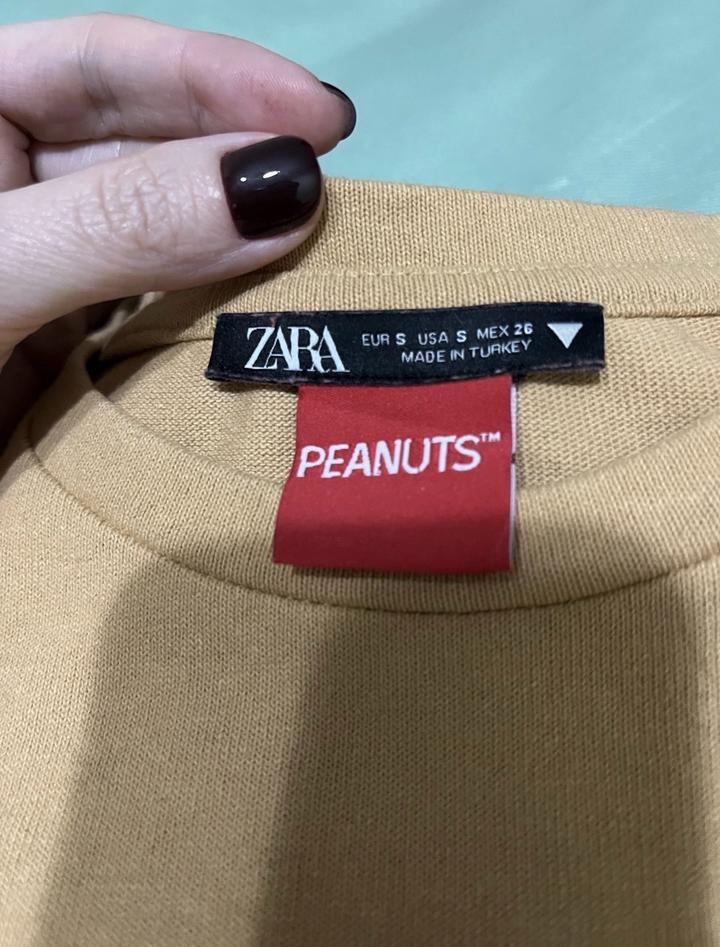 ZARA
EUR S USA S MEX 26
MADE IN TURKEY
PEANUTS™